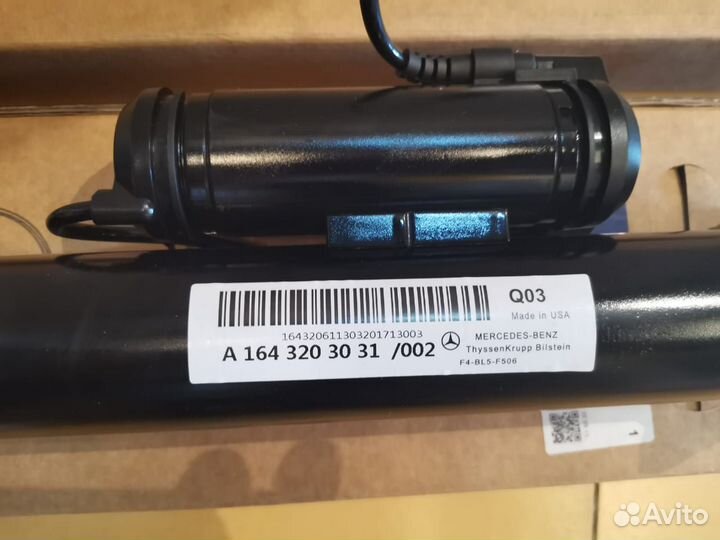 Q03
Made in USA
164320611303201713003
A 164 320 30 31 /002
MERCEDES-BENZ
ThyssenKrupp Bilstein
F4-BL5-F506
1
Avito